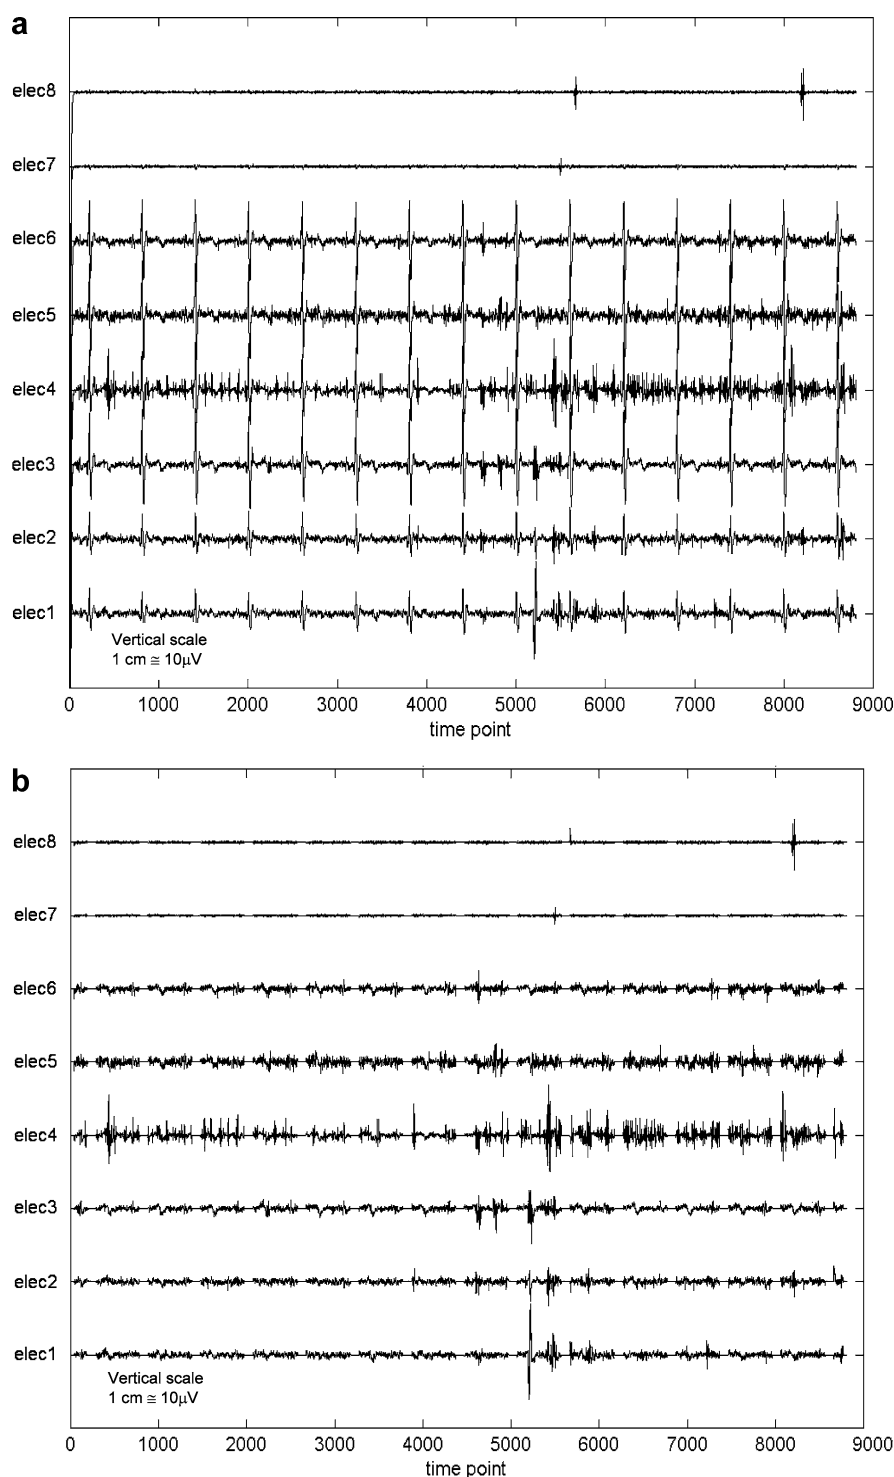 a
elec8
elec7
elec6
elec5
elec4
elec3
elec2
elec1
Vertical scale
1 cm ≅ 10μV
0 1000 2000 3000 4000 5000 6000 7000 8000 9000
time point
b
elec8
elec7
elec6
elec5
elec4
elec3
elec2
elec1
Vertical scale
1 cm ≅ 10μV
0 1000 2000 3000 4000 5000 6000 7000 8000 9000
time point